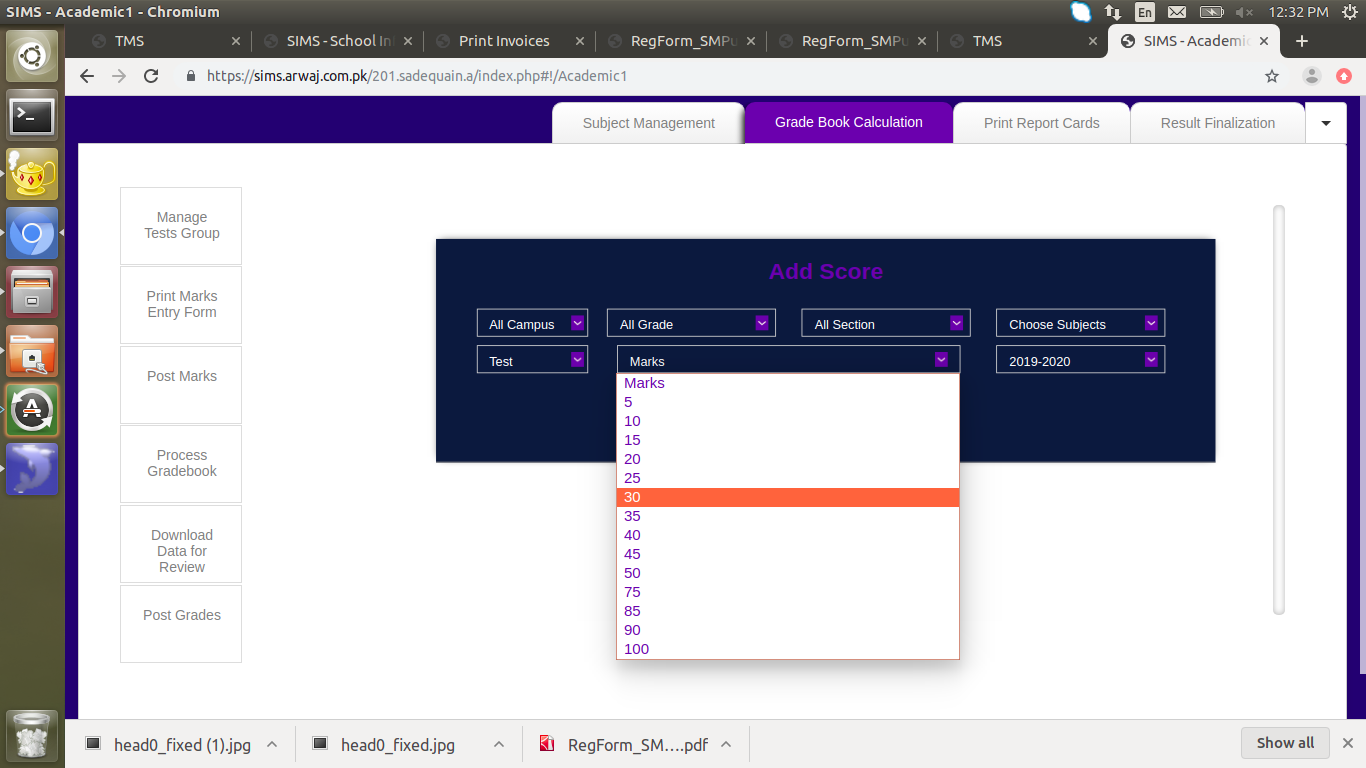 SIMS - Academic1 - Chromium
En
12:32 PM
TMS
SIMS - School In
Print Invoices
RegForm_SMPu
RegForm_SMPu
TMS
SIMS - Academic
https://sims.arwaj.com.pk/201.sadequain.a/index.php#!/Academic1
Subject Management
Grade Book Calculation
Print Report Cards
Result Finalization
Manage
Tests Group
Print Marks
Entry Form
Post Marks
Process
Gradebook
Download
Data for
Review
Post Grades
Add Score
All Campus
All Grade
All Section
Choose Subjects
Test
Marks
2019-2020
Marks
5
10
15
20
25
30
35
40
45
50
75
85
90
100
head0_fixed (1).jpg
head0_fixed.jpg
RegForm_SM....pdf
Show all